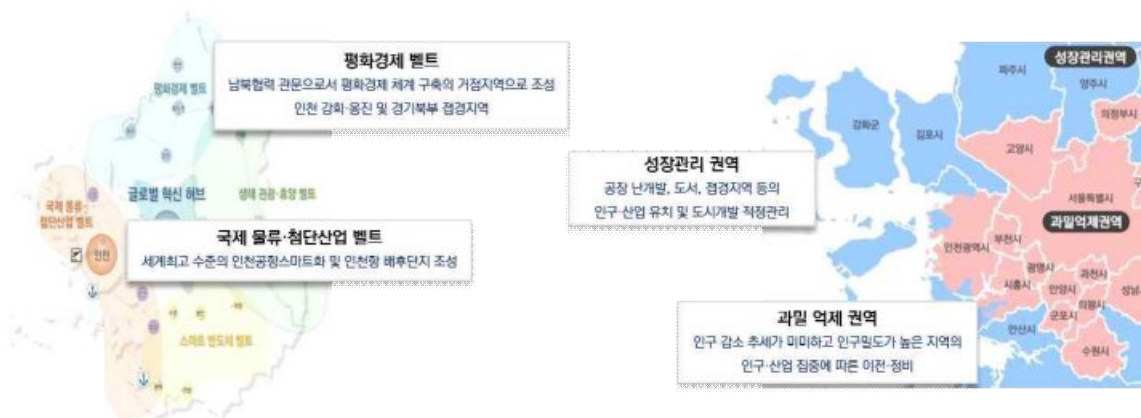 평화경제 벨트
남북협력 관문으로서 평화경제 체계 구축의 거점지역으로 조성
인천 강화·옹진 및 경기북부 접경지역
평화경제 벨트
글로벌 혁신 허브
생태 관광·휴양 벨트
국제 물류·
첨단산업 벨트
인천
국제 물류·첨단산업 벨트
세계최고 수준의 인천공항스마트화 및 인천항 배후단지 조성
스마트 반도체 벨트
성장관리권역
파주시
양주시
의정부시
강화군
김포시
고양시
성장관리 권역
공장 난개발, 도서, 접경지역 등의
인구·산업 유치 및 도시개발 적정관리
서울특별시
구
과밀억제권역
인천광역시
부천시
광명시
과천시
시흥시
안양시
성남
의왕시
군포시
안산시
수원시
과밀 억제 권역
인구 감소 추세가 미미하고 인구밀도가 높은 지역의
인구·산업 집중에 따른 이전·정비